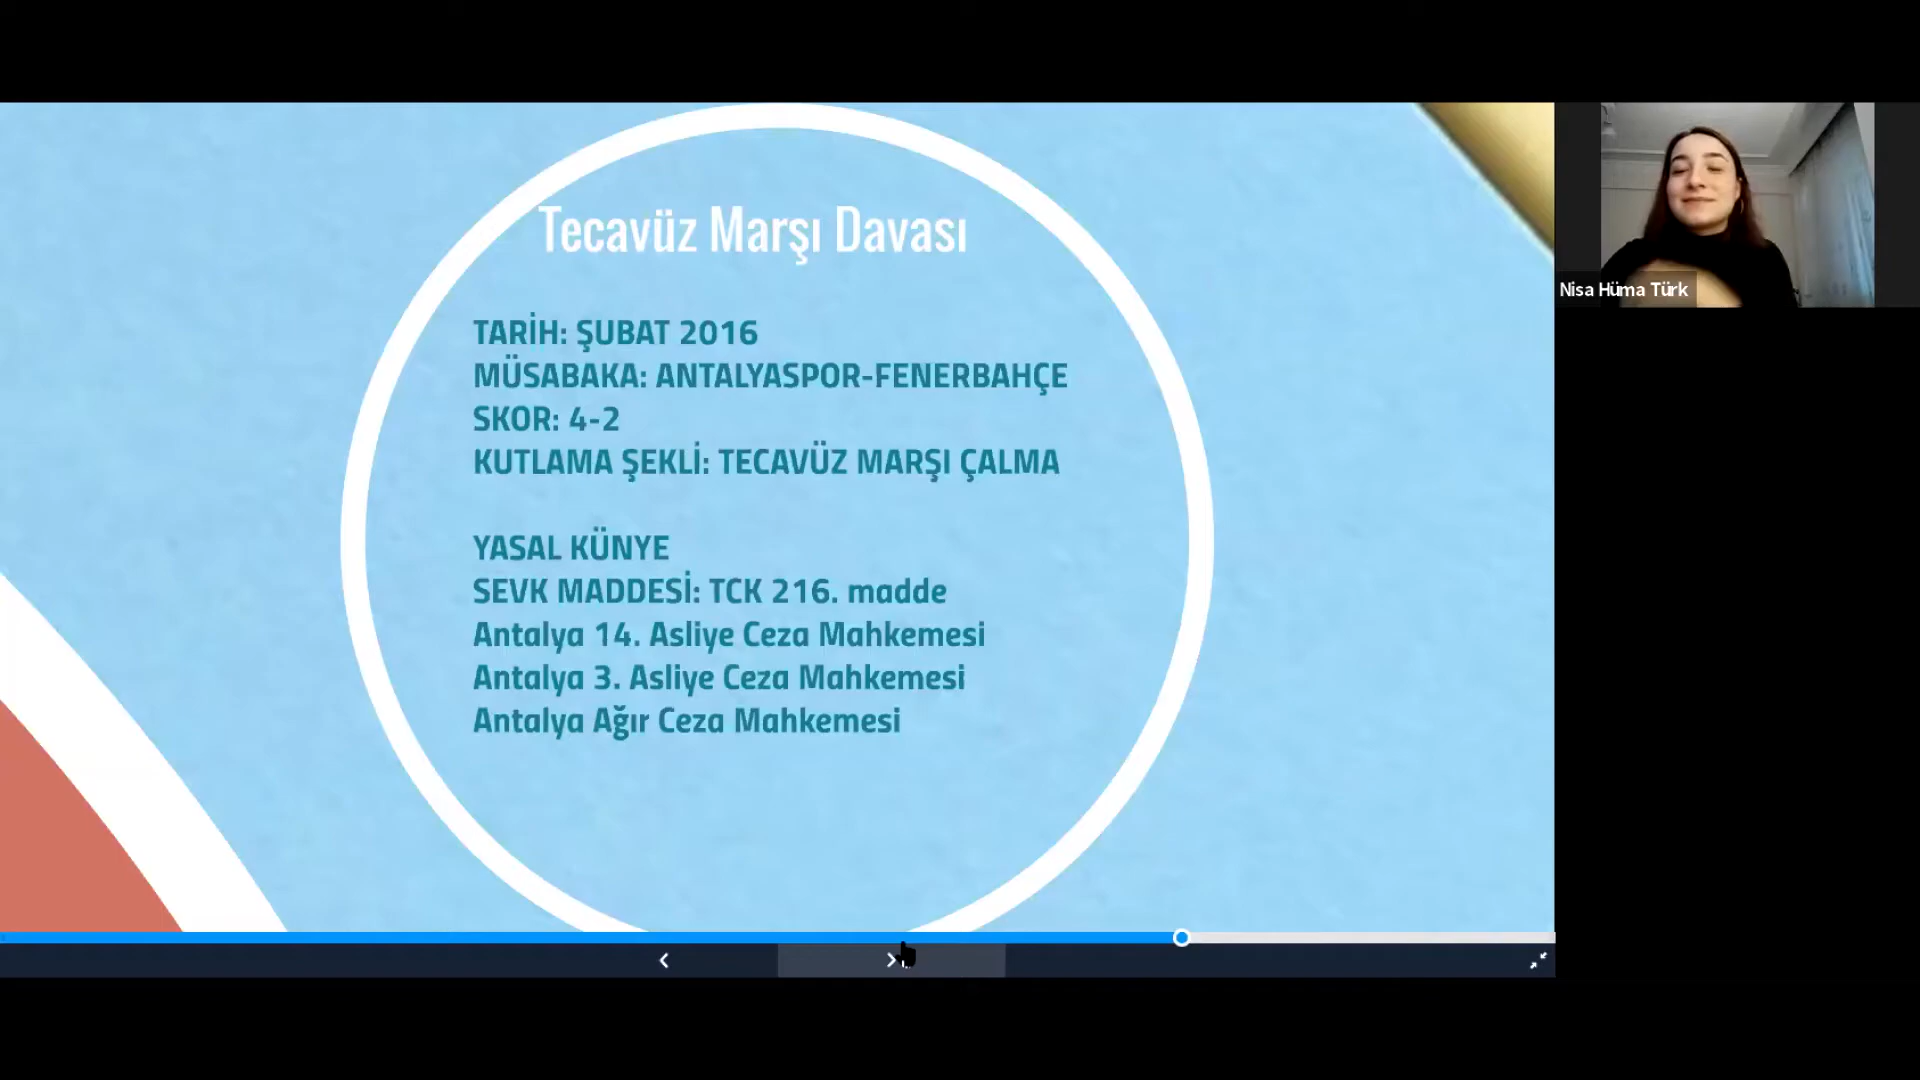 Tecavüz Marşı Davası
TARİH: ŞUBAT 2016
MÜSABAKA: ANTALYASPOR-FENERBAHÇE
SKOR: 4-2
KUTLAMA ŞEKLİ: TECAVÜZ MARŞI ÇALMA
YASAL KÜNYE
SEVK MADDESİ: TCK 216. madde
Antalya 14. Asliye Ceza Mahkemesi
Antalya 3. Asliye Ceza Mahkemesi
Antalya Ağır Ceza Mahkemesi
Nisa Hüma Türk